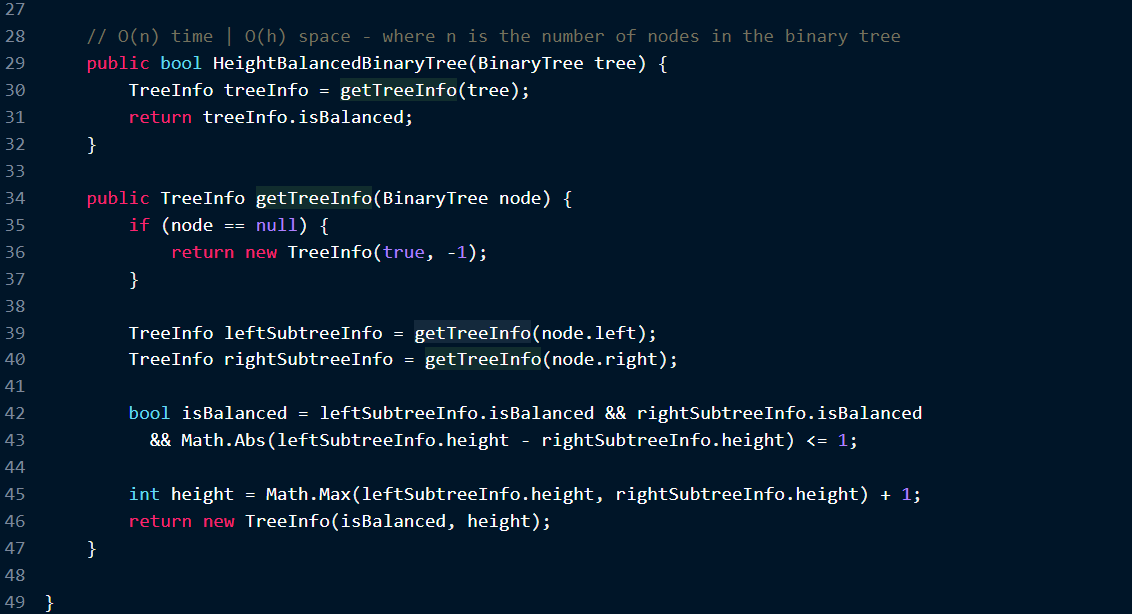 27
28 // O(n) time | O(h) space - where n is the number of nodes in the binary tree
29 public bool HeightBalancedBinaryTree(BinaryTree tree) {
30 TreeInfo treeInfo = getTreeInfo(tree);
31 return treeInfo.isBalanced;
32 }
33
34 public TreeInfo getTreeInfo(BinaryTree node) {
35 if (node == null) {
36 return new TreeInfo(true, -1);
37 }
38
39 TreeInfo leftSubtreeInfo = getTreeInfo(node.left);
40 TreeInfo rightSubtreeInfo = getTreeInfo(node.right);
41
42 bool isBalanced = leftSubtreeInfo.isBalanced && rightSubtreeInfo.isBalanced
43 && Math.Abs(leftSubtreeInfo.height - rightSubtreeInfo.height) <= 1;
44
45 int height = Math.Max(leftSubtreeInfo.height, rightSubtreeInfo.height) + 1;
46 return new TreeInfo(isBalanced, height);
47 }
48
49 }